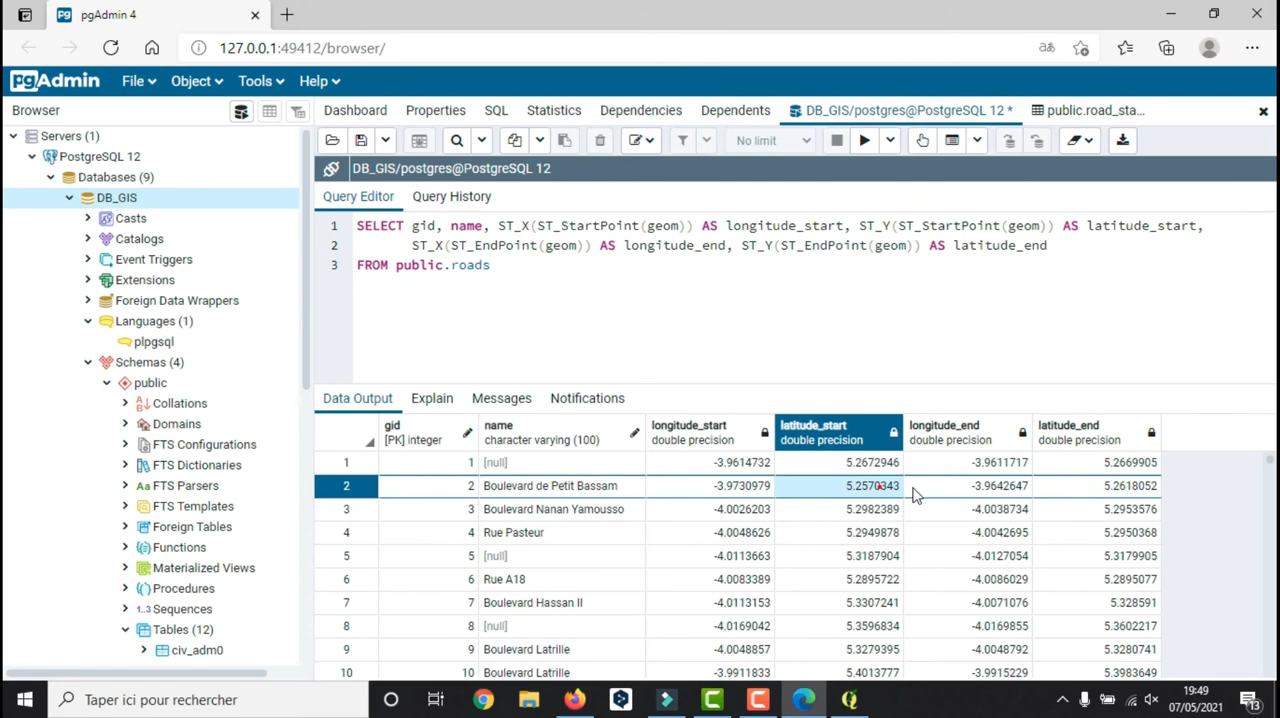 pgAdmin 4
127.0.0.1:49412/browser/
pgAdmin File Object Tools Help
Browser
Dashboard Properties SQL Statistics Dependencies Dependents DB_GIS/postgres@PostgreSQL 12 * public.road_sta...
No limit
DB_GIS/postgres@PostgreSQL 12
Query Editor Query History
Servers (1)
PostgreSQL 12
Databases (9)
DB_GIS
Casts
Catalogs
Event Triggers
Extensions
Foreign Data Wrappers
Languages (1)
plpgsql
Schemas (4)
public
Collations
Domains
FTS Configurations
FTS Dictionaries
FTS Parsers
FTS Templates
Foreign Tables
Functions
Materialized Views
Procedures
Sequences
Tables (12)
civ_adm0
1 SELECT gid, name, ST_X(ST_StartPoint(geom)) AS longitude_start, ST_Y(ST_StartPoint(geom)) AS latitude_start,
2 ST_X(ST_EndPoint(geom)) AS longitude_end, ST_Y(ST_EndPoint(geom)) AS latitude_end
3 FROM public.roads
Data Output Explain Messages Notifications
gid name longitude_start latitude_start longitude_end latitude_end
[PK] integer character varying (100) double precision double precision double precision double precision
1 1 [null] -3.9614732 5.2672946 -3.9611717 5.2669905
2 2 Boulevard de Petit Bassam -3.9730979 5.2570343 -3.9642647 5.2618052
3 3 Boulevard Nanan Yamousso -4.0026203 5.2982389 -4.0038734 5.2953576
4 4 Rue Pasteur -4.0048626 5.2949878 -4.0042695 5.2950368
5 5 [null] -4.0113663 5.3187904 -4.0127054 5.3179905
6 6 Rue A18 -4.0083389 5.2895722 -4.0086029 5.2895077
7 7 Boulevard Hassan II -4.0113153 5.3307241 -4.0071076 5.328591
8 8 [null] -4.0169042 5.3596834 -4.0169855 5.3602217
9 9 Boulevard Latrille -4.0048857 5.3279395 -4.0048792 5.3280741
10 10 Boulevard Latrille -3.9911833 5.4013777 -3.9915229 5.3983649
Taper ici pour rechercher
19:49
07/05/2021
13